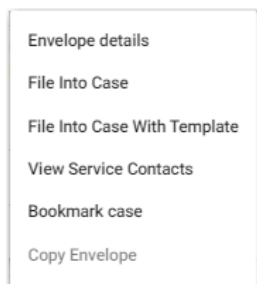 Envelope details
File Into Case
File Into Case With Template
View Service Contacts
Bookmark case
Copy Envelope